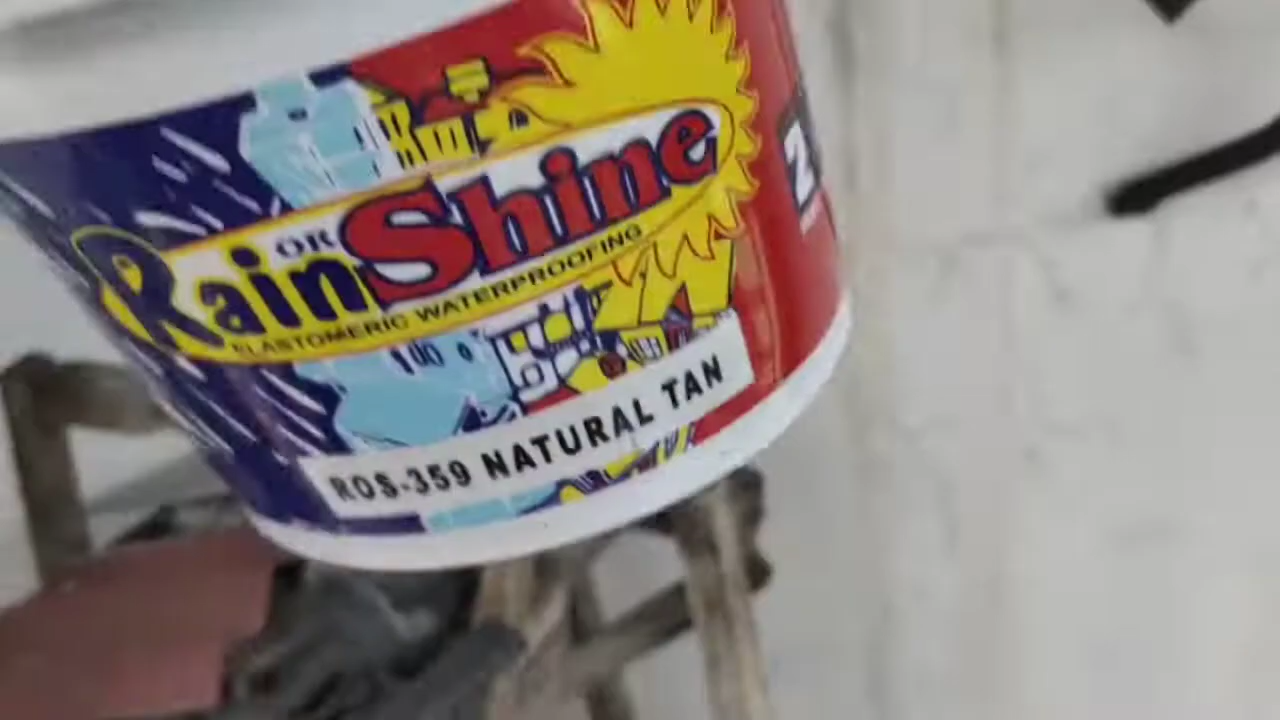 Rain OR Shine
ELASTOMERIC WATERPROOFING
ROS-359 NATURAL TAN